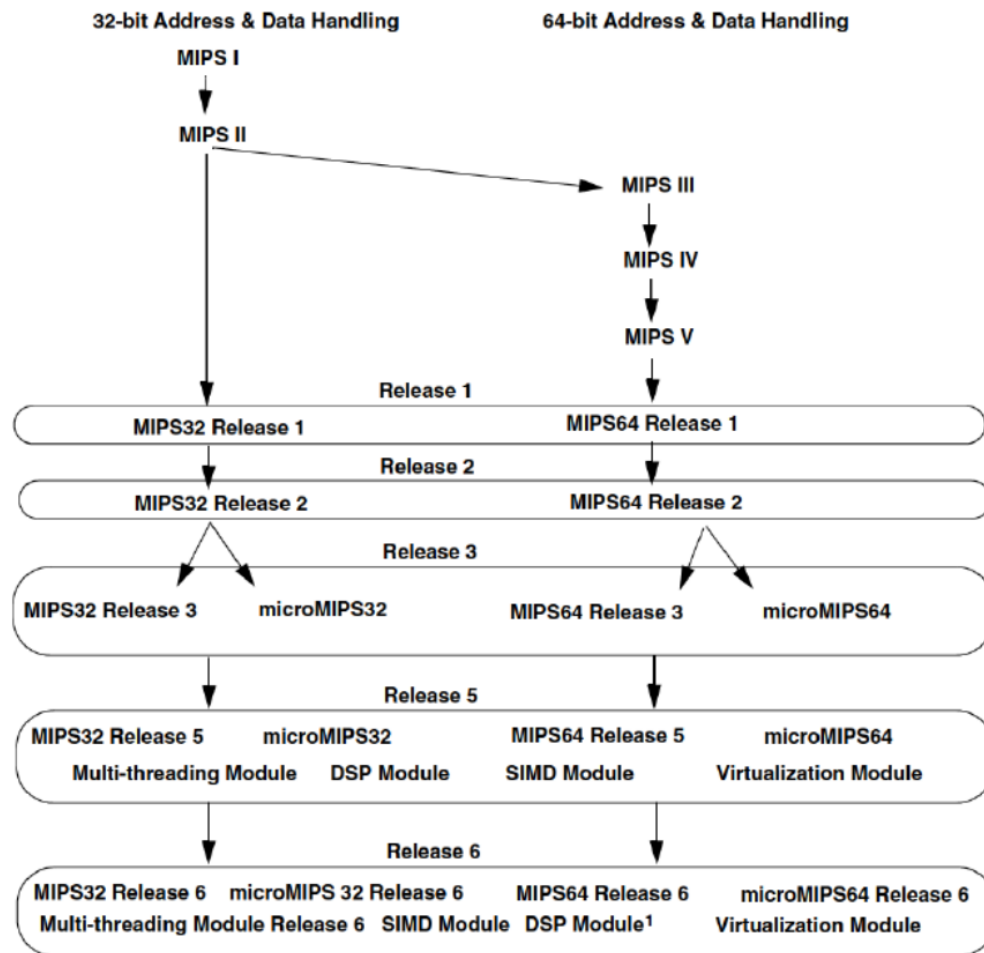 32-bit Address & Data Handling
64-bit Address & Data Handling
MIPS I
MIPS II
MIPS III
MIPS IV
MIPS V
Release 1
MIPS32 Release 1
MIPS64 Release 1
Release 2
MIPS32 Release 2
MIPS64 Release 2
Release 3
MIPS32 Release 3
microMIPS32
MIPS64 Release 3
microMIPS64
Release 5
MIPS32 Release 5
microMIPS32
MIPS64 Release 5
microMIPS64
Multi-threading Module
DSP Module
SIMD Module
Virtualization Module
Release 6
MIPS32 Release 6
microMIPS 32 Release 6
MIPS64 Release 6
microMIPS64 Release 6
Multi-threading Module Release 6
SIMD Module
DSP Module¹
Virtualization Module